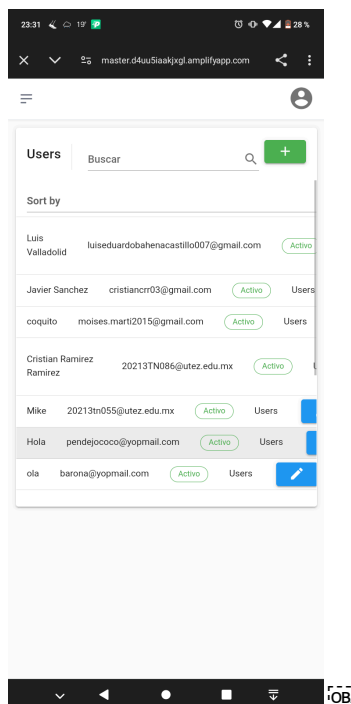 23:31 19° 28 %
master.d4uu5iaakjxgl.amplifyapp.com
Users Buscar +
Sort by
Luis
Valladolid luiseduardobahenacastillo007@gmail.com Activo
Javier Sanchez cristiancrr03@gmail.com Activo Users
coquito moises.marti2015@gmail.com Activo Users
Cristian Ramirez
Ramirez 20213TN086@utez.edu.mx Activo
Mike 20213tn055@utez.edu.mx Activo Users
Hola pendejococo@yopmail.com Activo Users
ola barona@yopmail.com Activo Users
OB